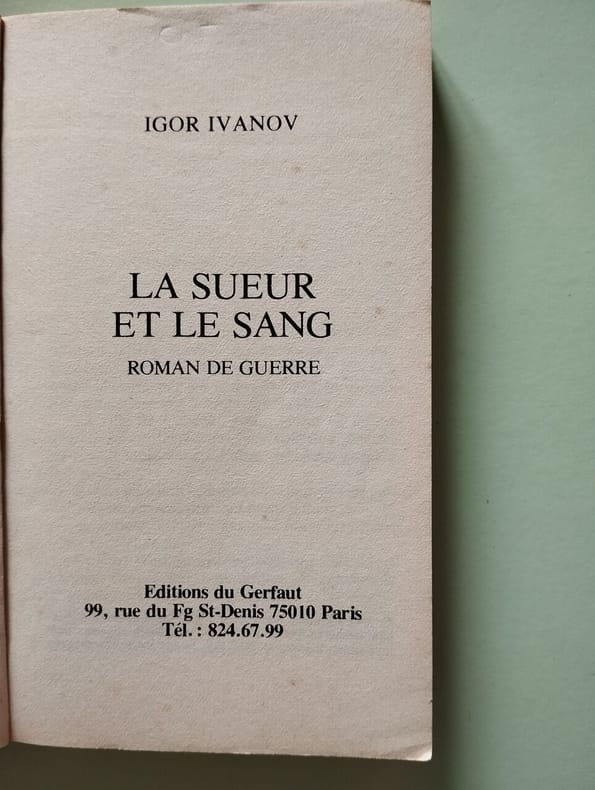 IGOR IVANOV
LA SUEUR
ET LE SANG
ROMAN DE GUERRE
Editions du Gerfaut
99, rue du Fg St-Denis 75010 Paris
Tél. : 824.67.99